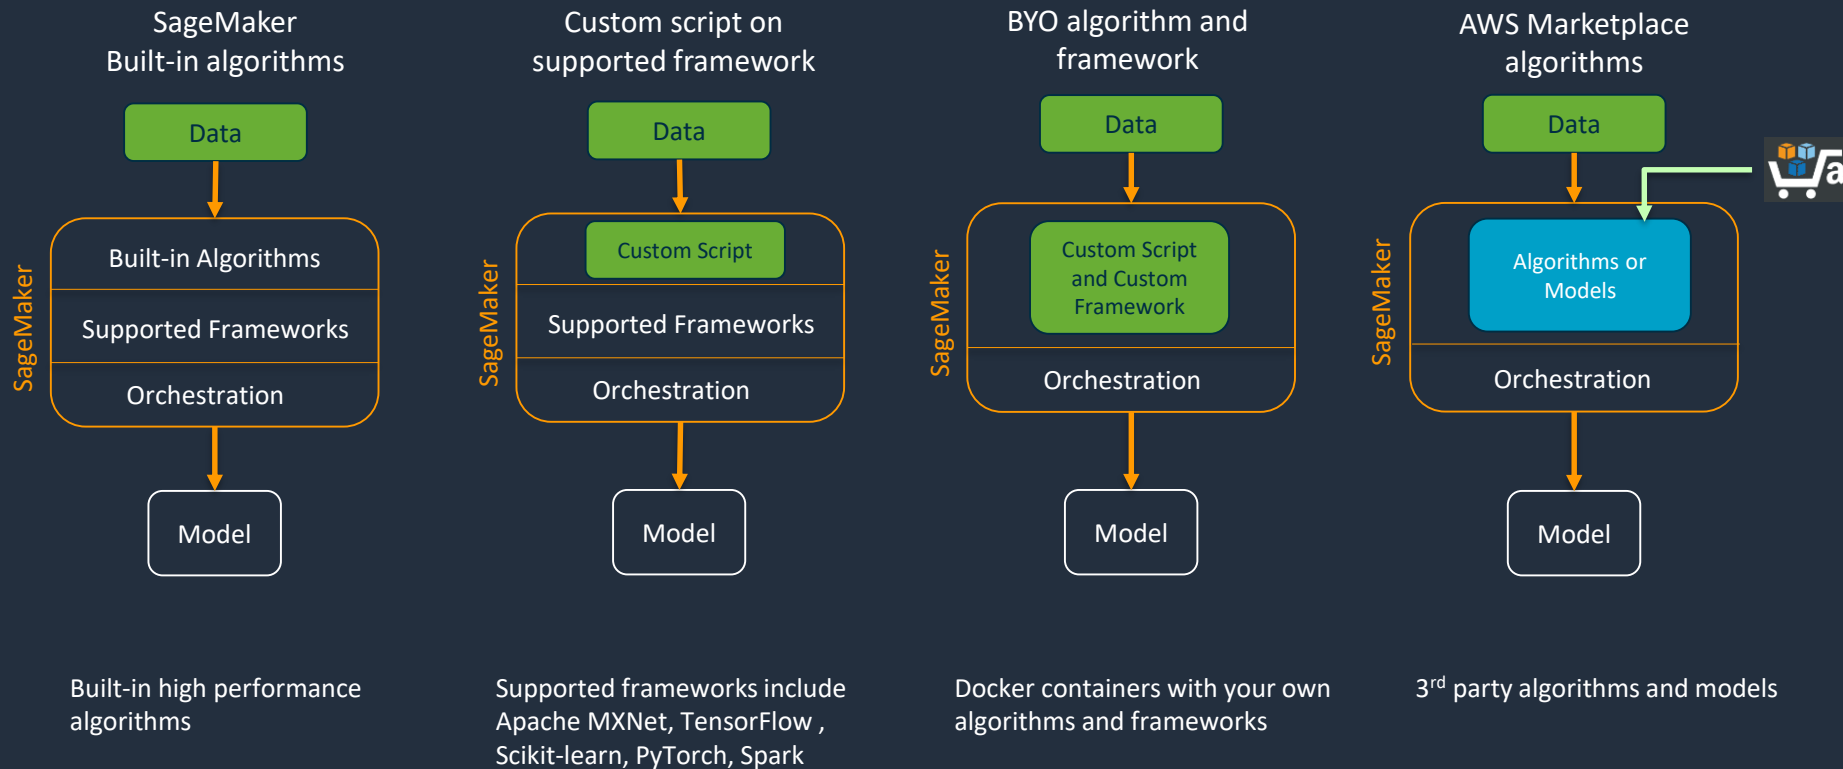 SageMaker
Built-in algorithms
Data
SageMaker
Built-in Algorithms
Supported Frameworks
Orchestration
Model
Built-in high performance
algorithms
Custom script on
supported framework
Data
SageMaker
Custom Script
Supported Frameworks
Orchestration
Model
Supported frameworks include
Apache MXNet, TensorFlow ,
Scikit-learn, PyTorch, Spark
BYO algorithm and
framework
Data
SageMaker
Custom Script
and Custom
Framework
Orchestration
Model
Docker containers with your own
algorithms and frameworks
AWS Marketplace
algorithms
Data
a
SageMaker
Algorithms or
Models
Orchestration
Model
3rd party algorithms and models